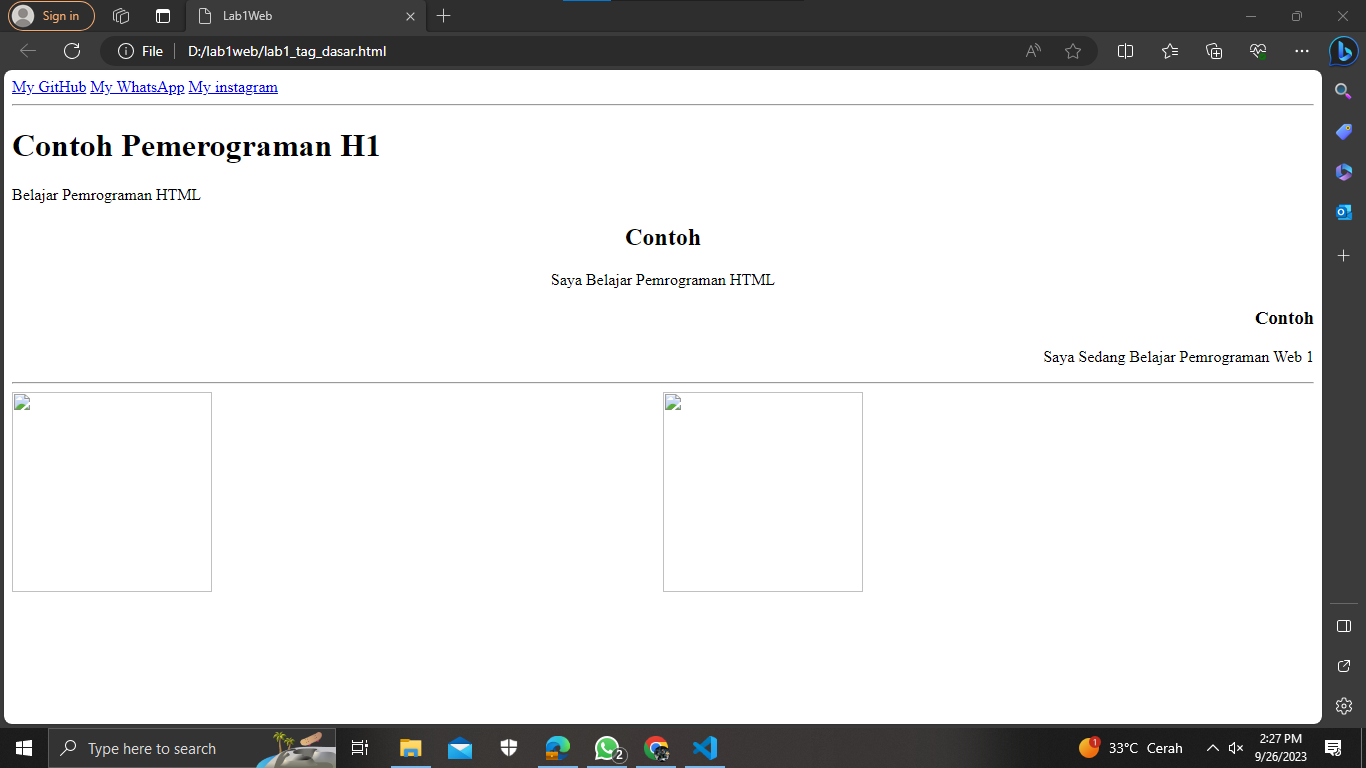 Sign in
Lab1Web
File
D:/lab1web/lab1_tag_dasar.html
My GitHub My WhatsApp My instagram
Contoh Pemerograman H1
Belajar Pemrograman HTML
Contoh
Saya Belajar Pemrograman HTML
Contoh
Saya Sedang Belajar Pemrograman Web 1
Type here to search
2
1
33°C Cerah
2:27 PM
9/26/2023